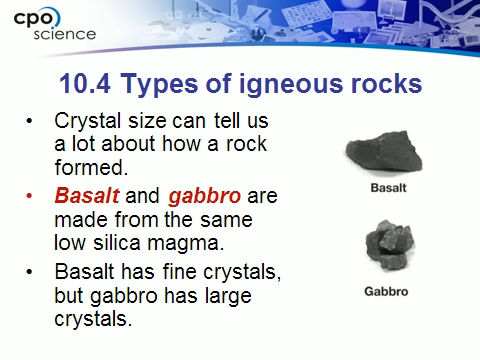 cpo
science
10.4 Types of igneous rocks
• Crystal size can tell us
a lot about how a rock
formed.
• Basalt and gabbro are
made from the same
low silica magma.
• Basalt has fine crystals,
but gabbro has large
crystals.
Basalt
Gabbro